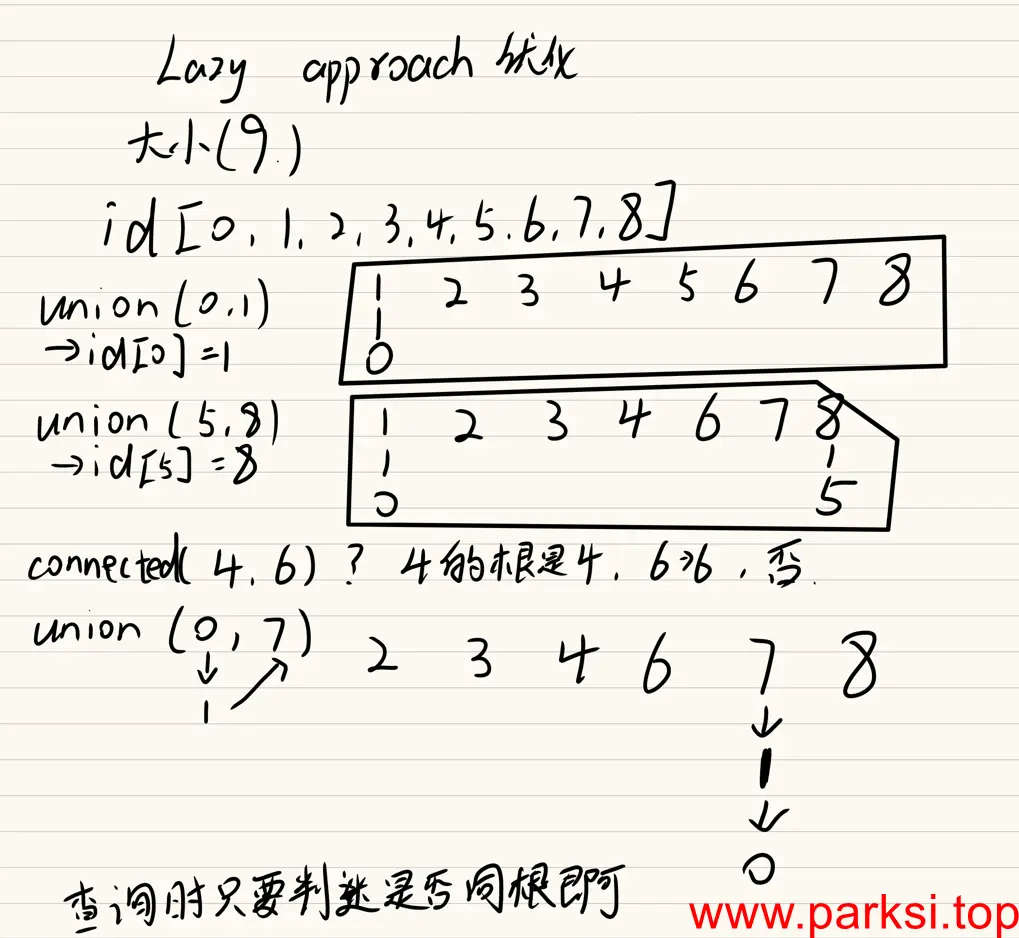 Lazy approach 优化
大小(9.)
id[0,1,2,3,4,5.6,7,8]
union(0,1)
→id[0]=1
1 2 3 4 5 6 7 8
0
union(5,8)
→id[5]=8
1 2 3 4 6 7 8
0 5
connected(4,6)? 4的根是4, 6→6, 否.
union(0,7)
↓ ↗
1
2 3 4 6 7 8
↓
1
↓
0
查询时只要判断是否同根即可
www.parksi.top